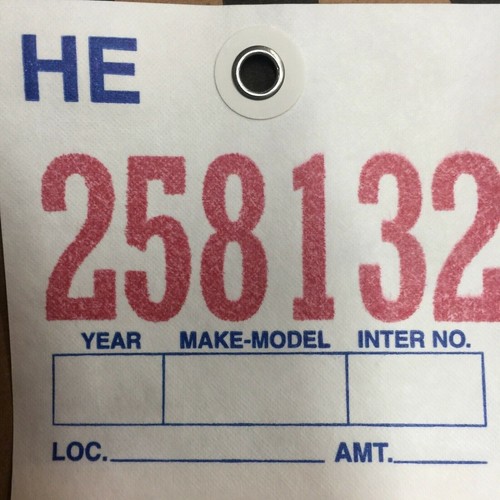 HE
258132
YEAR MAKE-MODEL INTER NO.
LOC. AMT.